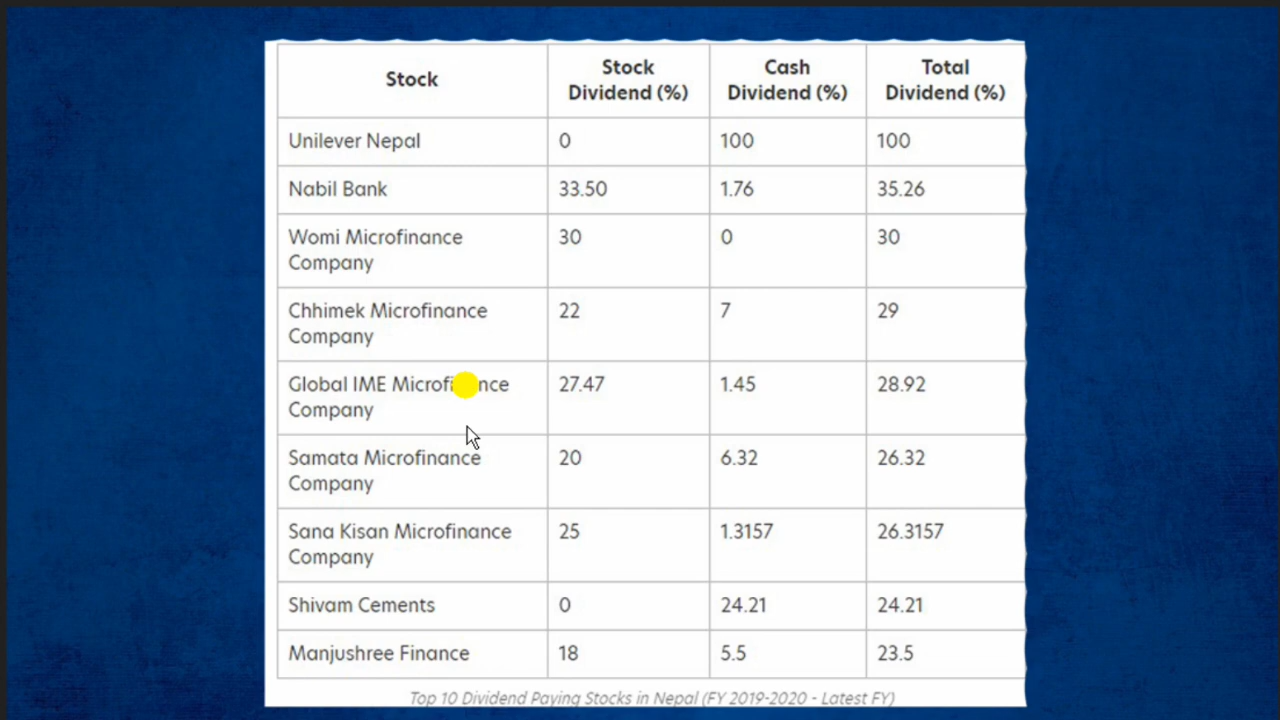 Stock Stock Dividend (%) Cash Dividend (%) Total Dividend (%)
Unilever Nepal 0 100 100
Nabil Bank 33.50 1.76 35.26
Womi Microfinance 30 0 30
Company
Chhimek Microfinance 22 7 29
Company
Global IME 27.47 1.45 28.92
Company
Samata Microfinance 20 6.32 26.32
Company
Sana Kisan Microfinance 25 1.3157 26.3157
Company
Shivam Cements 0 24.21 24.21
Manjushree Finance 18 5.5 23.5
Top 10 Dividend Paying Stocks in Nepal (FY 2019-2020 - Latest FY)